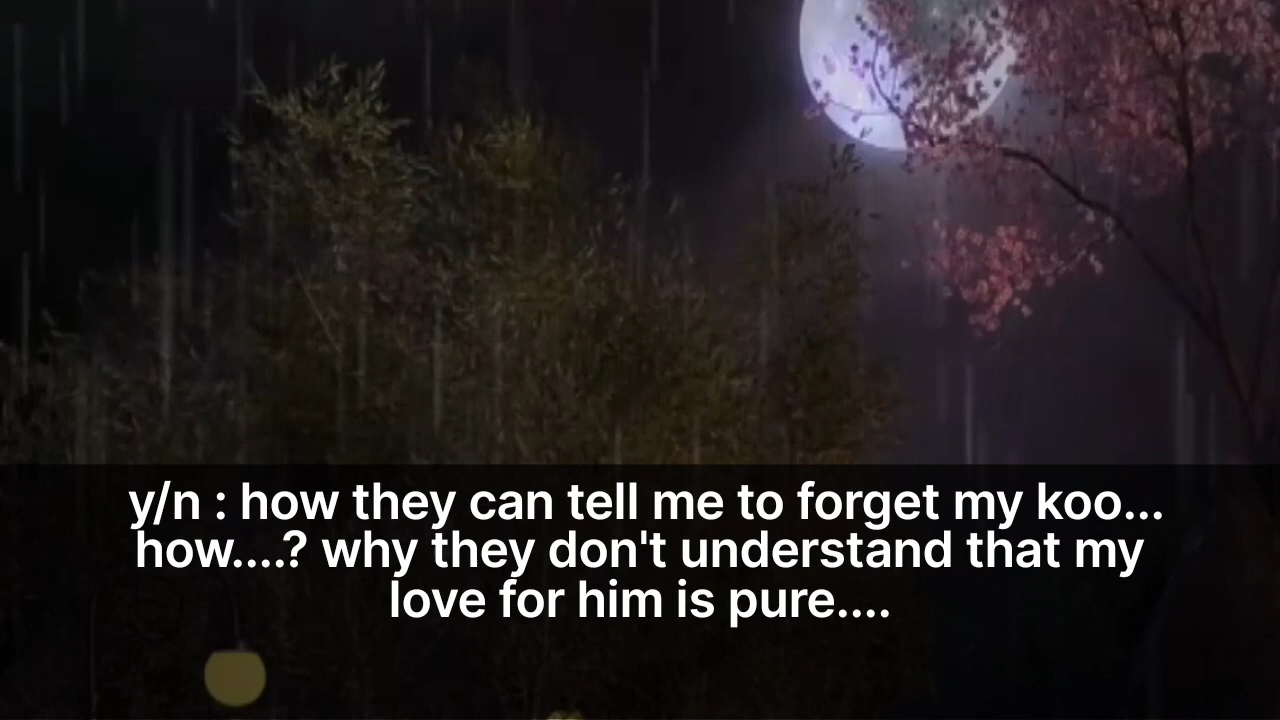 y/n : how they can tell me to forget my koo...
how....? why they don't understand that my
love for him is pure....